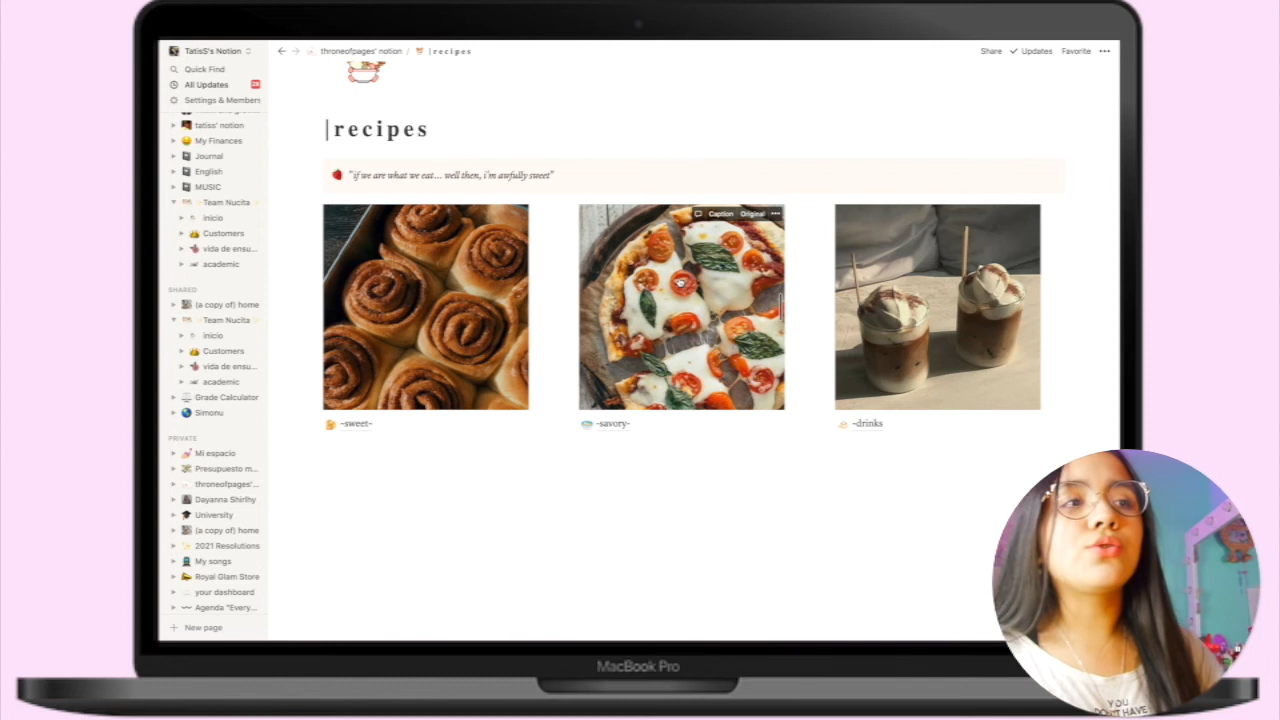 TatisS's Notion
throneofpages' notion / |recipes
Share Updates Favorite
Quick Find
All Updates
Settings & Members
tatiss' notion
My Finances
Journal
English
MUSIC
Team Nucita
inicio
Customers
vida de ensu...
academic
SHARED
(a copy of) home
Team Nucita
inicio
Customers
vida de ensu...
academic
Grade Calculator
Simonu
PRIVATE
Mi espacio
Presupuesto m...
throneofpages'...
Dayanna Shirlhy
University
(a copy of) home
2021 Resolutions
My songs
Royal Glam Store
your dashboard
Agenda "Every...
New page
|recipes
"if we are what we eat... well then, i'm awfully sweet"
Caption Original
~sweet~
~savory~
~drinks
MacBook Pro
YOU
DON'T HAVE